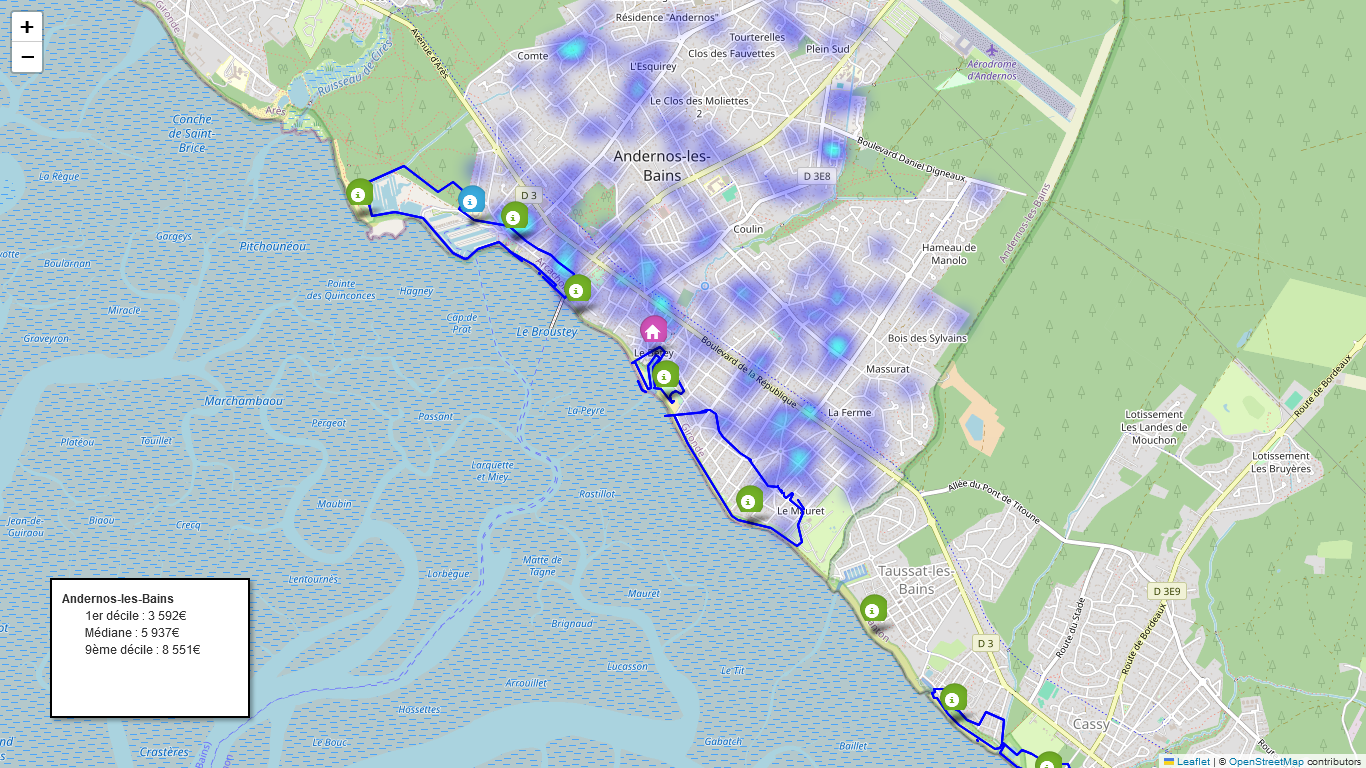 +
−
Gironde
Avenue d'Arès
Ruisseau de Cires
Arès
Résidence "Andernos"
Tourterelles
Clos des Fauvettes
Plein Sud
Comte
L'Esquirey
Le Clos des Moliettes
2
Aérodrome
d'Andernos
Conche
de Saint-
Brice
La Règue
Andernos-les-
Bains
Boulevard Daniel Digneaux
D 3E8
D 3
Andernos les Bains
Gargeys
Pitchounéou
Boulornan
Coulin
Hameau de
Manolo
Pointe
des Quinconces
Hagney
Miracle
Cap de
Prat
Le Broustey
Graveyron
Bois des Sylvains
Boulevard de la République
Massurat
Route de Bordeaux
Marchambaou
Possant
Pergeot
La Peyre
La Ferme
Gironde
Lotissement
Les Landes de
Mouchon
Platéou
Touillet
Lotissement
Les Bruyères
Larquette
et Miey
Rastillot
Allée du Pont de Titoune
Maubin
Jean-de-
Guiraou
Biaou
Crecq
Matte de
Tagne
Lentournes
Lorbègue
Mauret
Taussat-les-
Bains
D 3E9
Andernos-les-Bains
1er décile : 3 592€
Médiane : 5 937€
9ème décile : 8 551€
Brignaud
Route du Stade
Route de Bordeaux
D 3
Lucasson
Le Tit
Arrouillet
Hossettes
Cassy
Le Bouc
Gabatch
Baillet
Crastères
Leaflet | © OpenStreetMap contributors